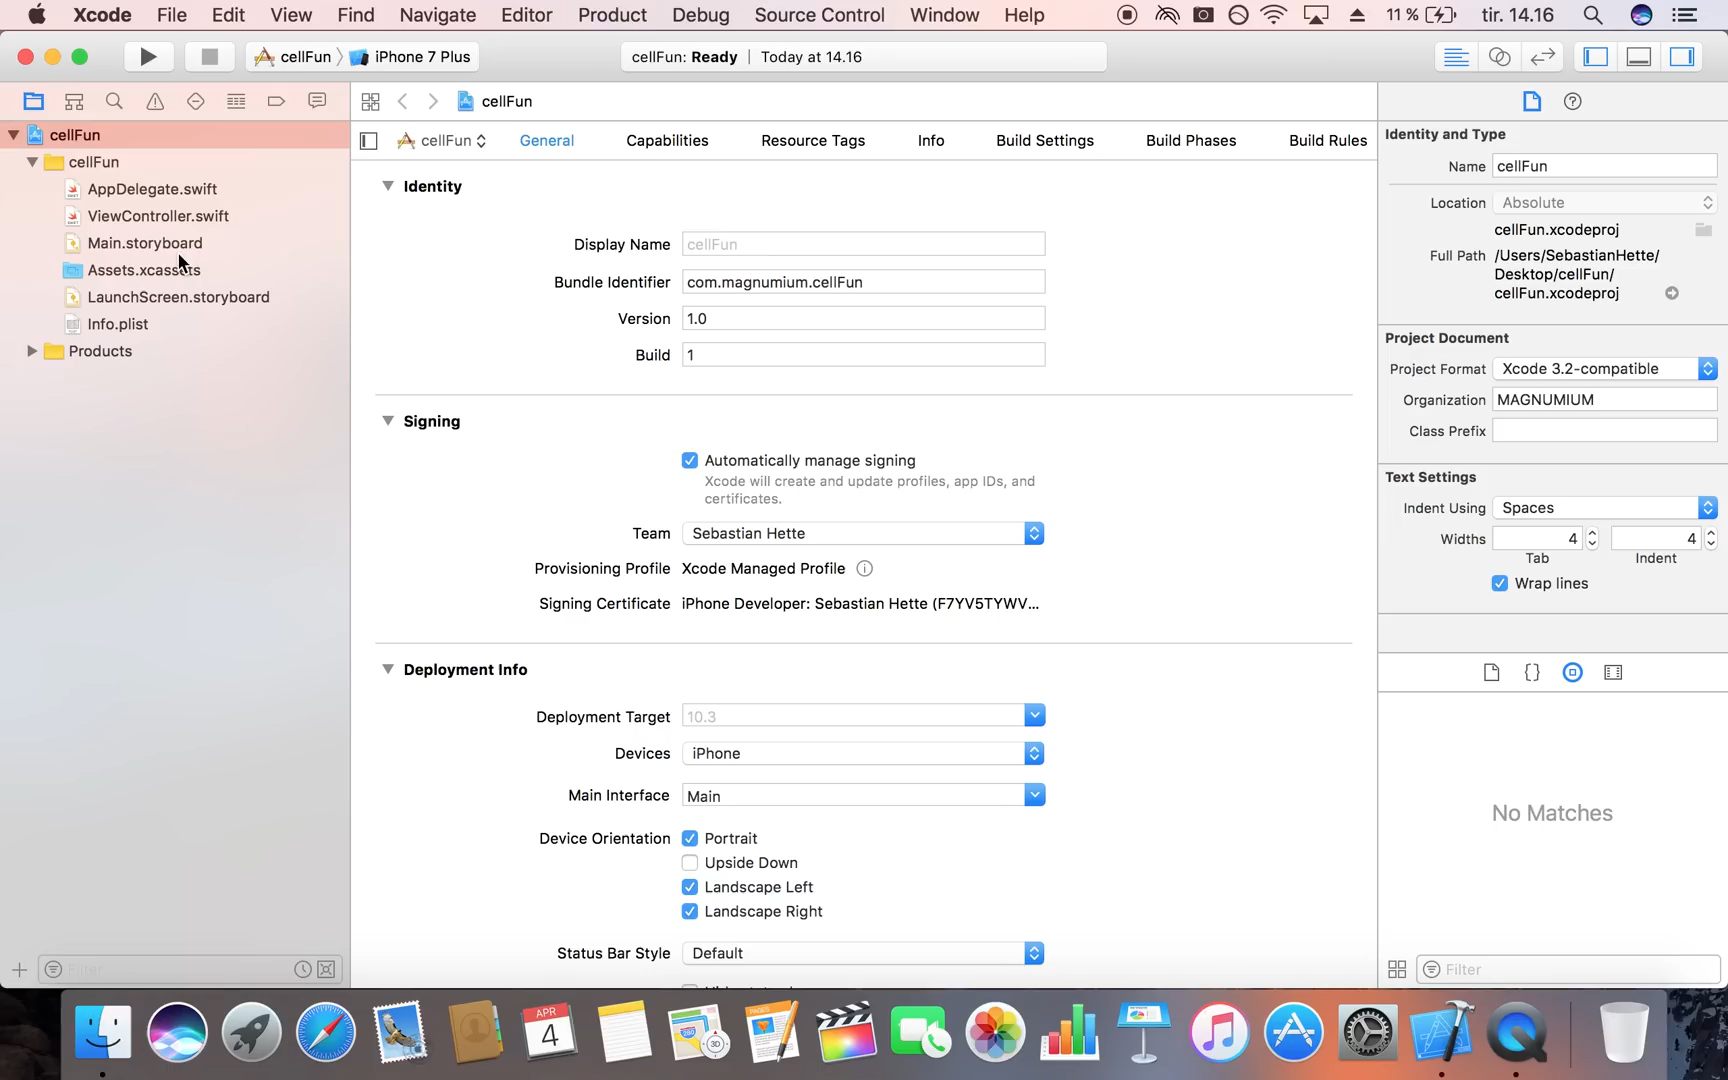 Xcode File Edit View Find Navigate Editor Product Debug Source Control Window Help 11 % tir. 14.16
cellFun iPhone 7 Plus cellFun: Ready | Today at 14.16
cellFun
cellFun
cellFun
AppDelegate.swift
ViewController.swift
Main.storyboard
Assets.xcassets
LaunchScreen.storyboard
Info.plist
Products
Filter
cellFun General Capabilities Resource Tags Info Build Settings Build Phases Build Rules
Identity
Display Name cellFun
Bundle Identifier com.magnumium.cellFun
Version 1.0
Build 1
Signing
Automatically manage signing
Xcode will create and update profiles, app IDs, and
certificates.
Team Sebastian Hette
Provisioning Profile Xcode Managed Profile
Signing Certificate iPhone Developer: Sebastian Hette (F7YV5TYWV...
Deployment Info
Deployment Target 10.3
Devices iPhone
Main Interface Main
Device Orientation Portrait
Upside Down
Landscape Left
Landscape Right
Status Bar Style Default
Identity and Type
Name cellFun
Location Absolute
cellFun.xcodeproj
Full Path /Users/SebastianHette/
Desktop/cellFun/
cellFun.xcodeproj
Project Document
Project Format Xcode 3.2-compatible
Organization MAGNUMIUM
Class Prefix
Text Settings
Indent Using Spaces
Widths 4 4
Tab Indent
Wrap lines
{}
No Matches
Filter
APR
4
PAGES
280
3D